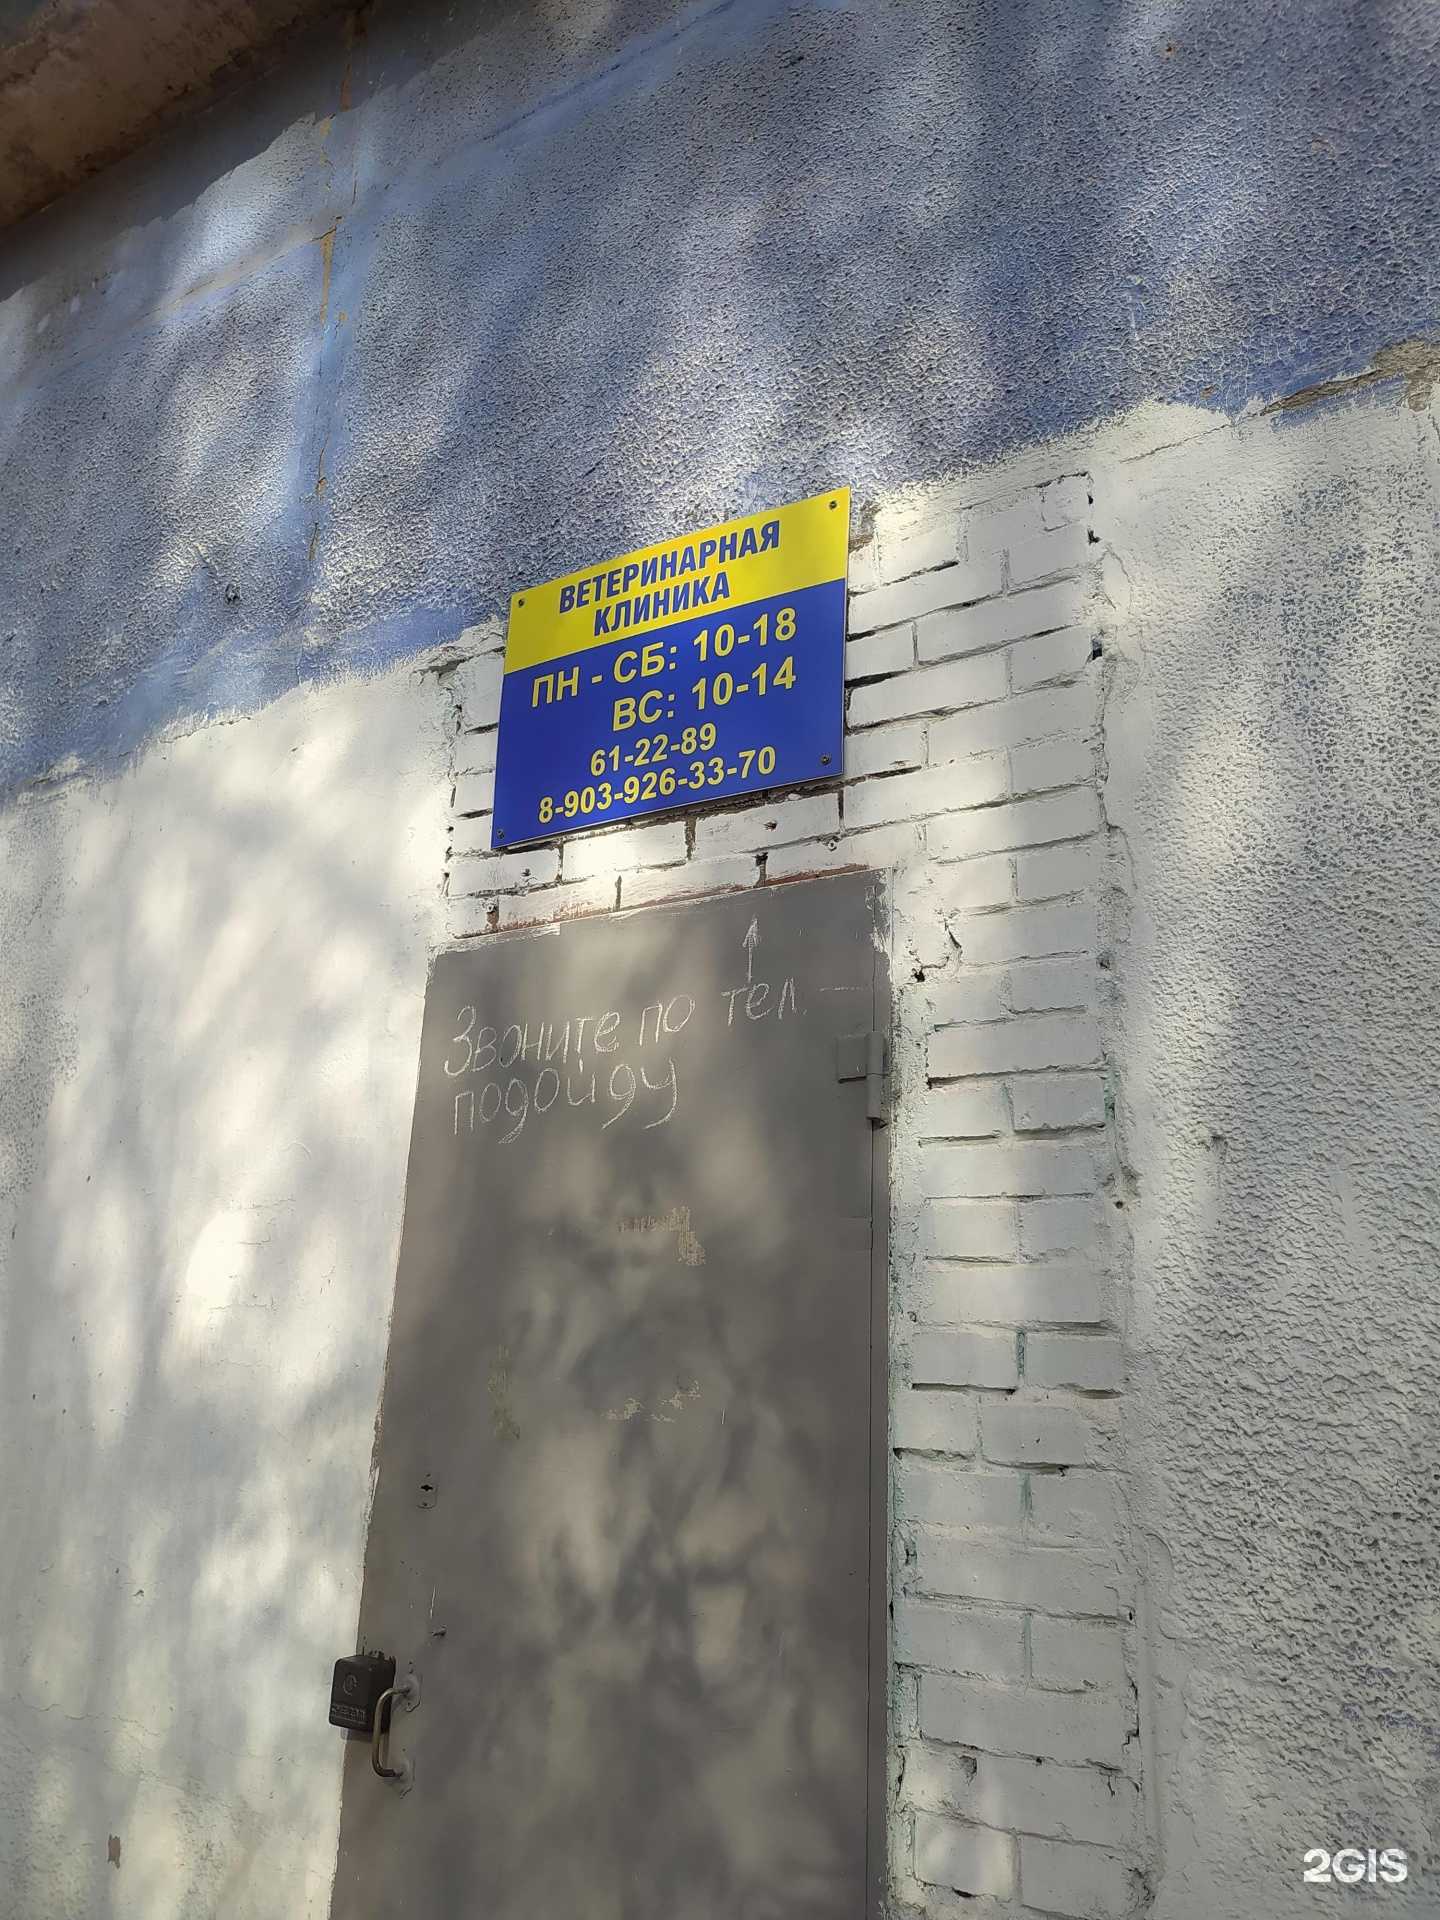 ВЕТЕРИНАРНАЯ
КЛИНИКА
ПН - СБ: 10-18
ВС: 10-14
61-22-89
8-903-926-33-70
Звоните по тел.
подойду
2GIS